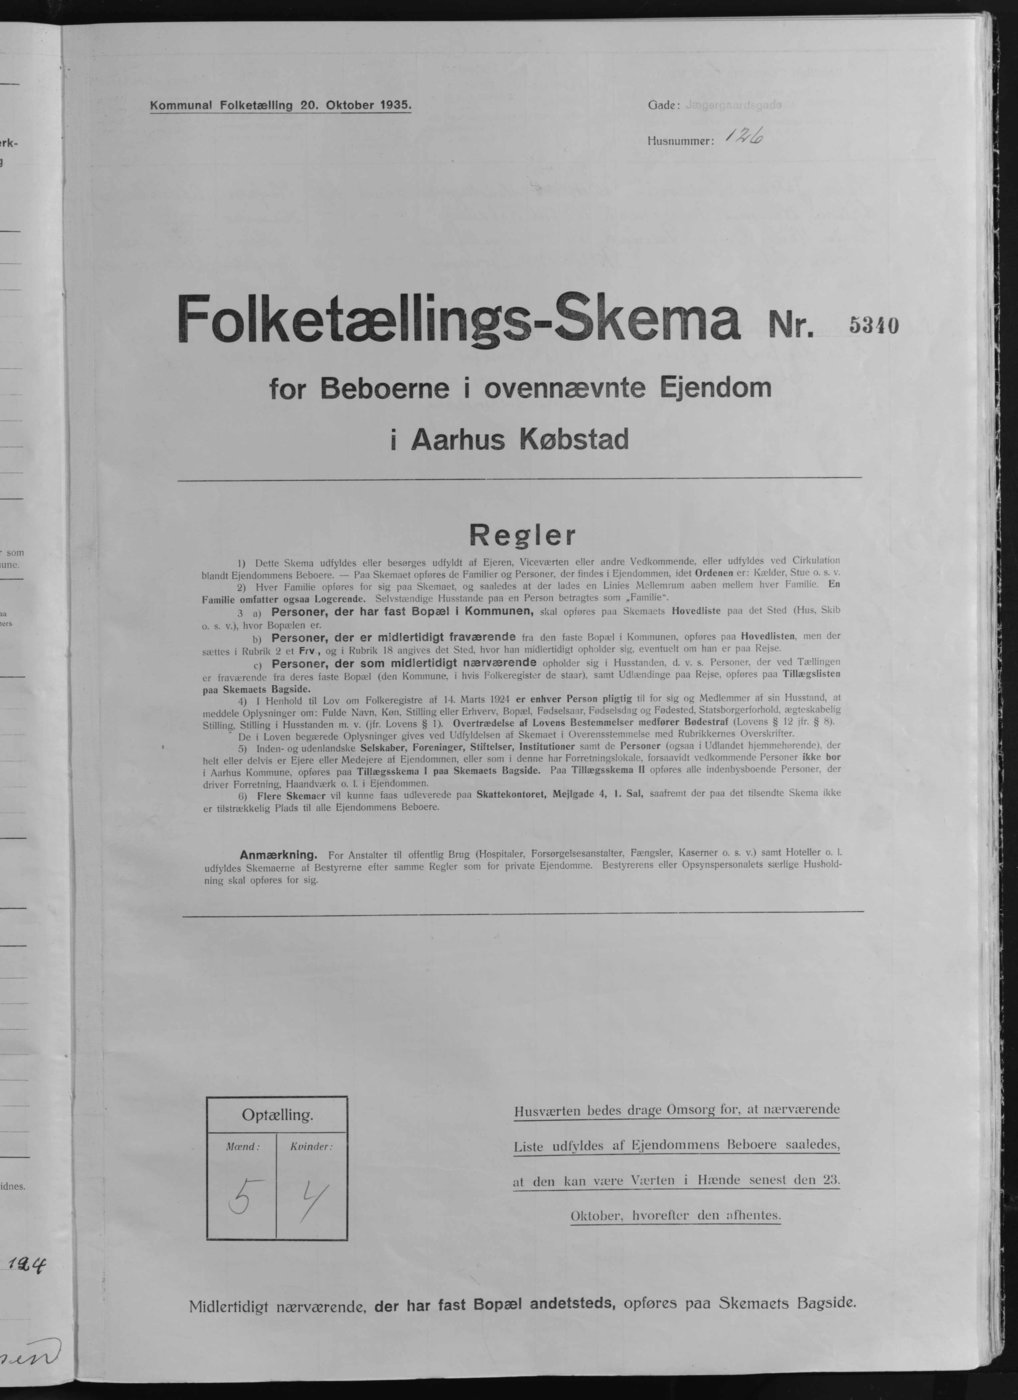 Kommunal Folketælling 20. Oktober 1935.
Gade: Jægergaardsgade
Husnummer: 126
Folketællings-Skema Nr. 5340
for Beboerne i ovennævnte Ejendom
i Aarhus Købstad
Regler
1) Dette Skema udfyldes eller besørges udfyldt af Ejeren, Viceværten eller andre Vedkommende, eller udfyldes ved Cirkulation
blandt Ejendommens Beboere. — Paa Skemaet opføres de Familier og Personer, der findes i Ejendommen, idet Ordenen er: Kælder, Stue o. s. v.
2) Hver Familie opføres for sig paa Skemaet, og saaledes at der lades en Linies Mellemrum aaben mellem hver Familie. En
Familie omfatter ogsaa Logerende. Selvstændige Husstande paa en Person betragtes som „Familie“.
3 a) Personer, der har fast Bopæl i Kommunen, skal opføres paa Skemaets Hovedliste paa det Sted (Hus, Skib
o. s. v.), hvor Bopælen er.
b) Personer, der er midlertidigt fraværende fra den faste Bopæl i Kommunen, opføres paa Hovedlisten, men der
sættes i Rubrik 2 et Frv., og i Rubrik 18 angives det Sted, hvor han midlertidigt opholder sig, eventuelt om han er paa Rejse.
c) Personer, der som midlertidigt nærværende opholder sig i Husstanden, d. v. s. Personer, der ved Tællingen
er fraværende fra deres faste Bopæl (den Kommune, i hvis Folkeregister de staar), samt Udlændinge paa Rejse, opføres paa Tillægslisten
paa Skemaets Bagside.
4) I Henhold til Lov om Folkeregistre af 14. Marts 1924 er enhver Person pligtig til for sig og Medlemmer af sin Husstand, at
meddele Oplysninger om: Fulde Navn, Køn, Stilling eller Erhverv, Bopæl, Fødselsaar, Fødselsdag og Fødested, Statsborgerforhold, ægteskabelig
Stilling, Stilling i Husstanden m. v. (jfr. Lovens § 1). Overtrædelse af Lovens Bestemmelser medfører Bødestraf (Lovens § 12 jfr. § 8).
De i Loven begærede Oplysninger gives ved Udfyldelsen af Skemaet i Overensstemmelse med Rubrikkernes Overskrifter.
5) Inden- og udenlandske Selskaber, Foreninger, Stiftelser, Institutioner samt de Personer (ogsaa i Udlandet hjemmehørende), der
helt eller delvis er Ejere eller Medejere af Ejendommen, eller som i denne har Forretningslokale, forsaavidt vedkommende Personer ikke bor
i Aarhus Kommune, opføres paa Tillægsskema I paa Skemaets Bagside. Paa Tillægsskema II opføres alle indenbysboende Personer, der
driver Forretning, Haandværk o. l. i Ejendommen.
6) Flere Skemaer vil kunne faas udleverede paa Skattekontoret, Mejlgade 4, 1. Sal, saafremt der paa det tilsendte Skema ikke
er tilstrækkelig Plads til alle Ejendommens Beboere.
Anmærkning. For Anstalter til offentlig Brug (Hospitaler, Forsørgelsesanstalter, Fængsler, Kaserner o. s. v.) samt Hoteller o. l.
udfyldes Skemaerne af Bestyrerne efter samme Regler som for private Ejendomme. Bestyrerens eller Opsynspersonalets særlige Hushold-
ning skal opføres for sig.
Optælling.
Mænd: Kvinder:
5 4
Husværten bedes drage Omsorg for, at nærværende
Liste udfyldes af Ejendommens Beboere saaledes,
at den kan være Værten i Hænde senest den 23.
Oktober, hvorefter den afhentes.
Midlertidigt nærværende, der har fast Bopæl andetsteds, opføres paa Skemaets Bagside.
rk-
som
une.
idnes.
124